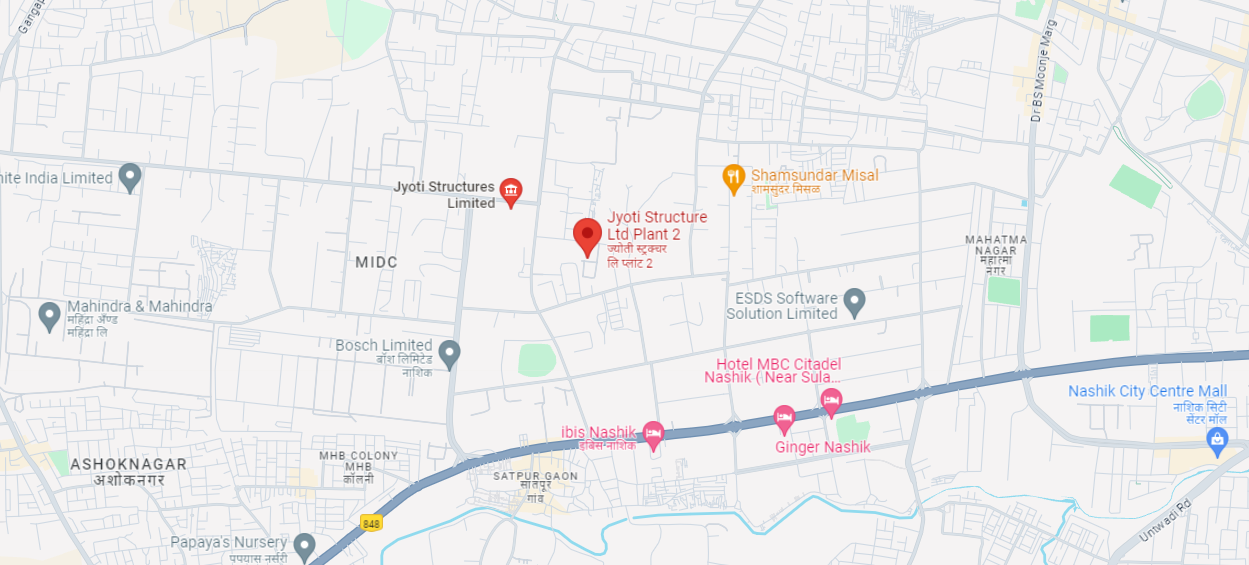 Gangap
Dr BS Moonje Marg
nite India Limited
Jyoti Structures
Limited
Shamsundar Misal
शामसुंदर मिसळ
Jyoti Structure
Ltd Plant 2
ज्योती स्ट्रक्चर
लि प्लांट 2
MIDC
MAHATMA
NAGAR
महात्मा
नगर
Mahindra & Mahindra
महिंद्रा अँण्ड
महिंद्रा लि
ESDS Software
Solution Limited
Bosch Limited
बॉश लिमिटेड
नाशिक
Hotel MBC Citadel
Nashik ( Near Sula...
Nashik City Centre Mall
नाशिक सिटी
सेंटर मॉल
ibis Nashik
इबिस नाशिक
Ginger Nashik
ASHOKNAGAR
अशोकनगर
MHB COLONY
MHB
कॉलनी
SATPUR GAON
सातपूर
गाव
848
Untwadi Rd
Papaya's Nursery
पपयास नर्सरी